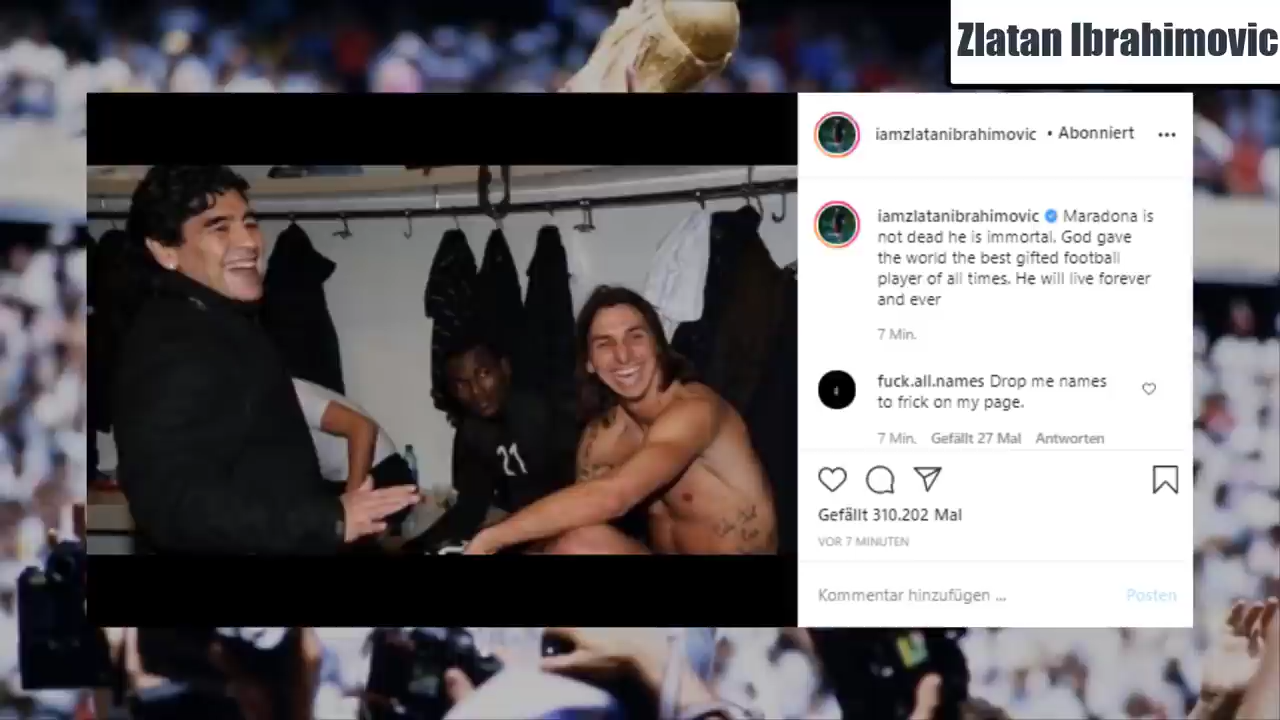 Zlatan Ibrahimovic
iamzlatanibrahimovic • Abonniert
iamzlatanibrahimovic Maradona is
not dead he is immortal. God gave
the world the best gifted football
player of all times. He will live forever
and ever
7 Min.
fuck.all.names Drop me names
to frick on my page.
7 Min. Gefällt 27 Mal Antworten
21
Gefällt 310.202 Mal
VOR 7 MINUTEN
Kommentar hinzufügen ...
Posten